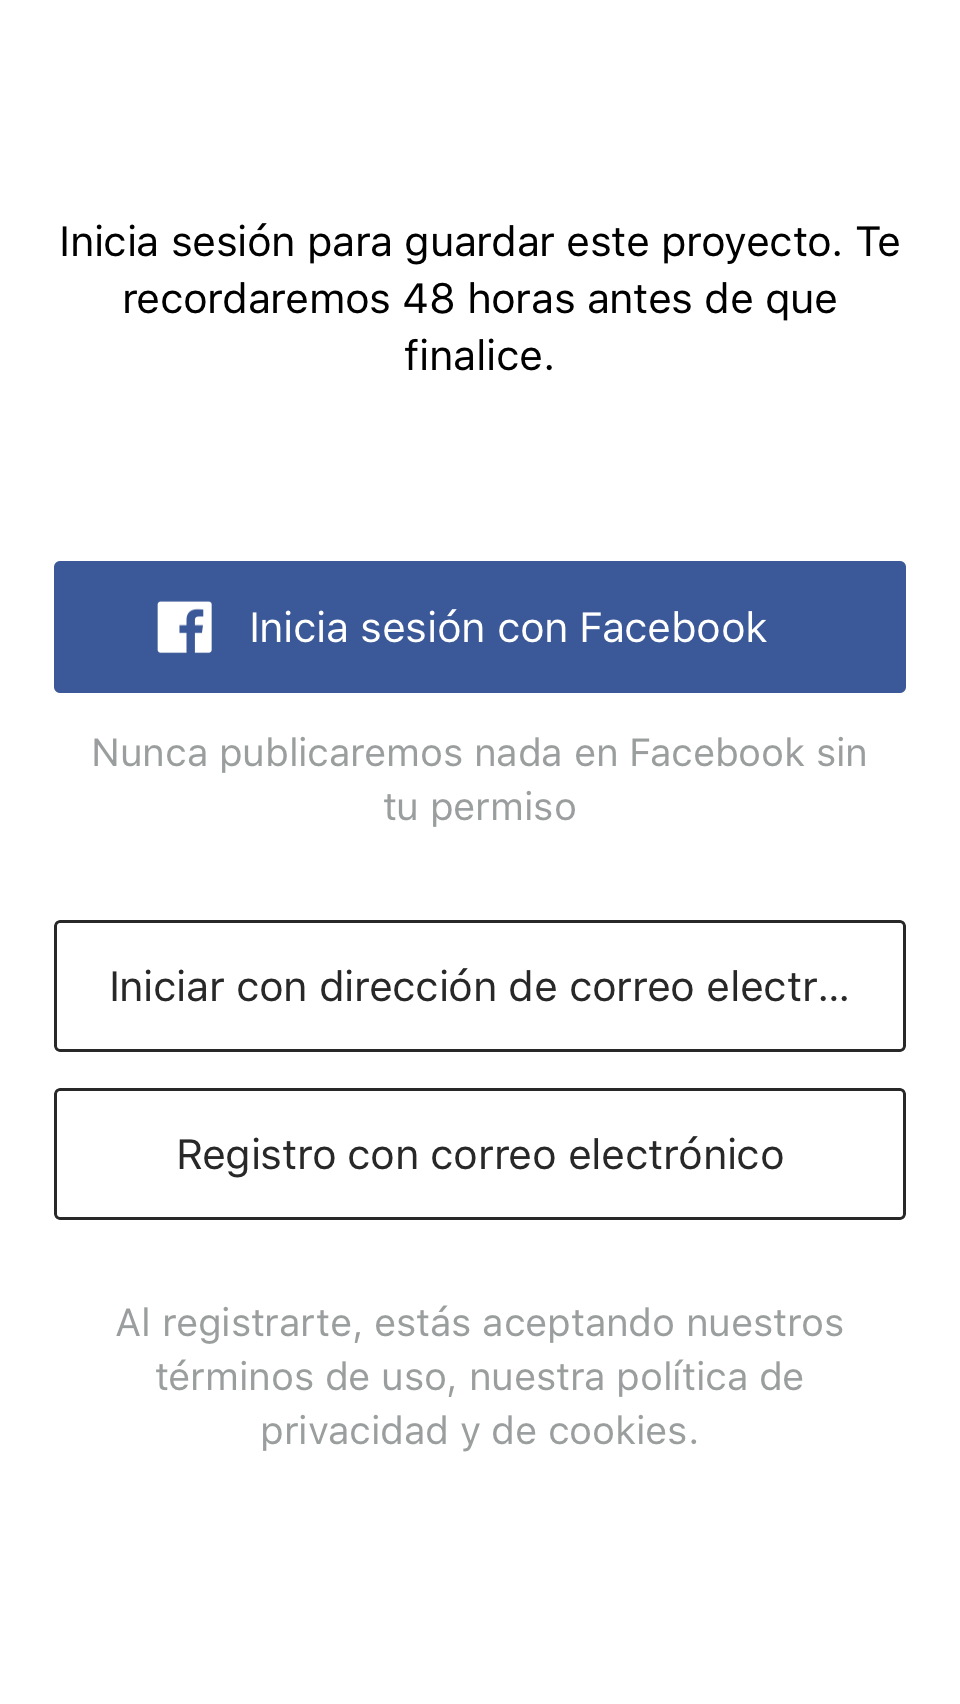 Inicia sesión para guardar este proyecto. Te
recordaremos 48 horas antes de que
finalice.
Inicia sesión con Facebook
Nunca publicaremos nada en Facebook sin
tu permiso
Iniciar con dirección de correo electr...
Registro con correo electrónico
Al registrarte, estás aceptando nuestros
términos de uso, nuestra política de
privacidad y de cookies.